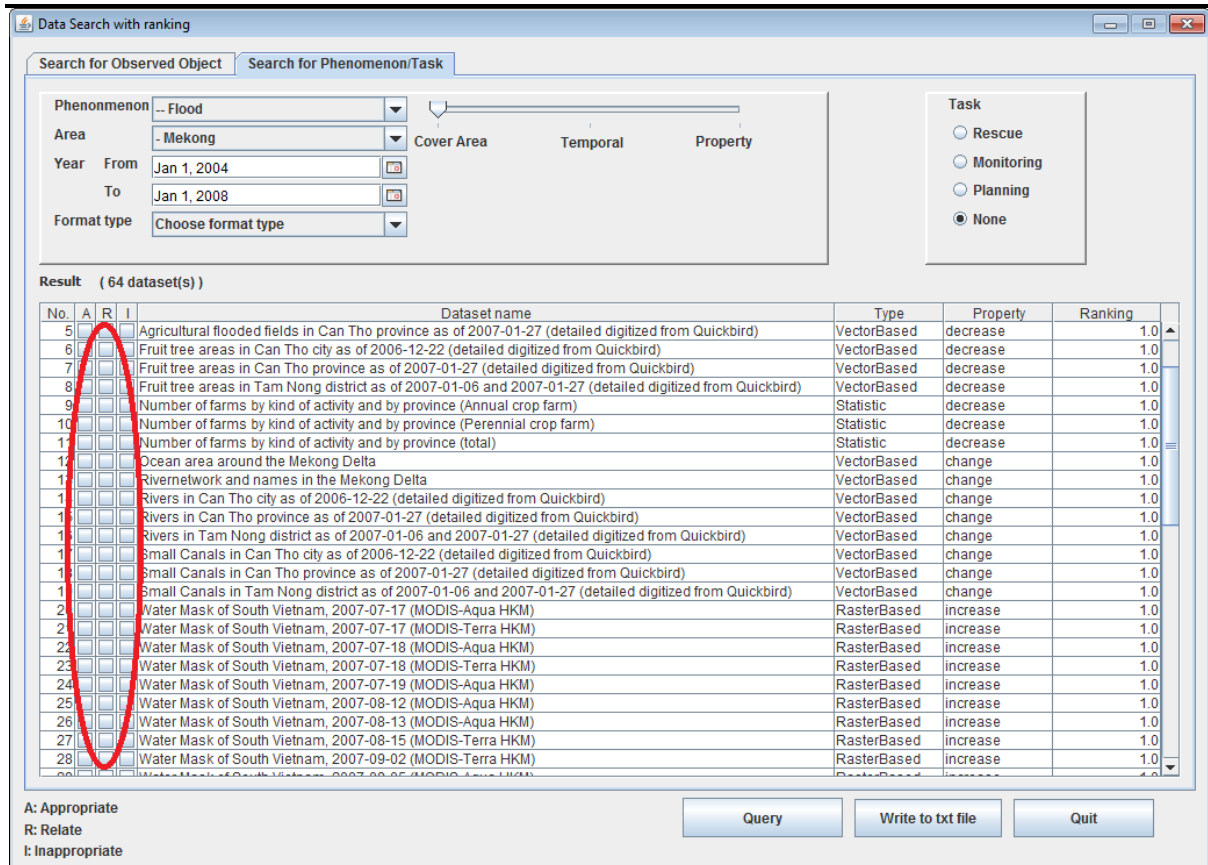 Data Search with ranking
Search for Observed Object Search for Phenomenon/Task
Phenonmenon -- Flood
Area - Mekong
Year From Jan 1, 2004
To Jan 1, 2008
Format type Choose format type
Cover Area Temporal Property
Task
Rescue
Monitoring
Planning
None
Result ( 64 dataset(s) )
No. A R I Dataset name Type Property Ranking
5 Agricultural flooded fields in Can Tho province as of 2007-01-27 (detailed digitized from Quickbird) VectorBased decrease 1.0
6 Fruit tree areas in Can Tho city as of 2006-12-22 (detailed digitized from Quickbird) VectorBased decrease 1.0
7 Fruit tree areas in Can Tho province as of 2007-01-27 (detailed digitized from Quickbird) VectorBased decrease 1.0
8 Fruit tree areas in Tam Nong district as of 2007-01-06 and 2007-01-27 (detailed digitized from Quickbird) VectorBased decrease 1.0
9 Number of farms by kind of activity and by province (Annual crop farm) Statistic decrease 1.0
10 Number of farms by kind of activity and by province (Perennial crop farm) Statistic decrease 1.0
11 Number of farms by kind of activity and by province (total) Statistic decrease 1.0
12 Ocean area around the Mekong Delta VectorBased change 1.0
13 Rivernetwork and names in the Mekong Delta VectorBased change 1.0
14 Rivers in Can Tho city as of 2006-12-22 (detailed digitized from Quickbird) VectorBased change 1.0
15 Rivers in Can Tho province as of 2007-01-27 (detailed digitized from Quickbird) VectorBased change 1.0
16 Rivers in Tam Nong district as of 2007-01-06 and 2007-01-27 (detailed digitized from Quickbird) VectorBased change 1.0
17 Small Canals in Can Tho city as of 2006-12-22 (detailed digitized from Quickbird) VectorBased change 1.0
18 Small Canals in Can Tho province as of 2007-01-27 (detailed digitized from Quickbird) VectorBased change 1.0
19 Small Canals in Tam Nong district as of 2007-01-06 and 2007-01-27 (detailed digitized from Quickbird) VectorBased change 1.0
20 Water Mask of South Vietnam, 2007-07-17 (MODIS-Aqua HKM) RasterBased increase 1.0
21 Water Mask of South Vietnam, 2007-07-17 (MODIS-Terra HKM) RasterBased increase 1.0
22 Water Mask of South Vietnam, 2007-07-18 (MODIS-Aqua HKM) RasterBased increase 1.0
23 Water Mask of South Vietnam, 2007-07-18 (MODIS-Terra HKM) RasterBased increase 1.0
24 Water Mask of South Vietnam, 2007-07-19 (MODIS-Aqua HKM) RasterBased increase 1.0
25 Water Mask of South Vietnam, 2007-08-12 (MODIS-Aqua HKM) RasterBased increase 1.0
26 Water Mask of South Vietnam, 2007-08-13 (MODIS-Aqua HKM) RasterBased increase 1.0
27 Water Mask of South Vietnam, 2007-08-15 (MODIS-Terra HKM) RasterBased increase 1.0
28 Water Mask of South Vietnam, 2007-09-02 (MODIS-Terra HKM) RasterBased increase 1.0
A: Appropriate
R: Relate
I: Inappropriate
Query Write to txt file Quit